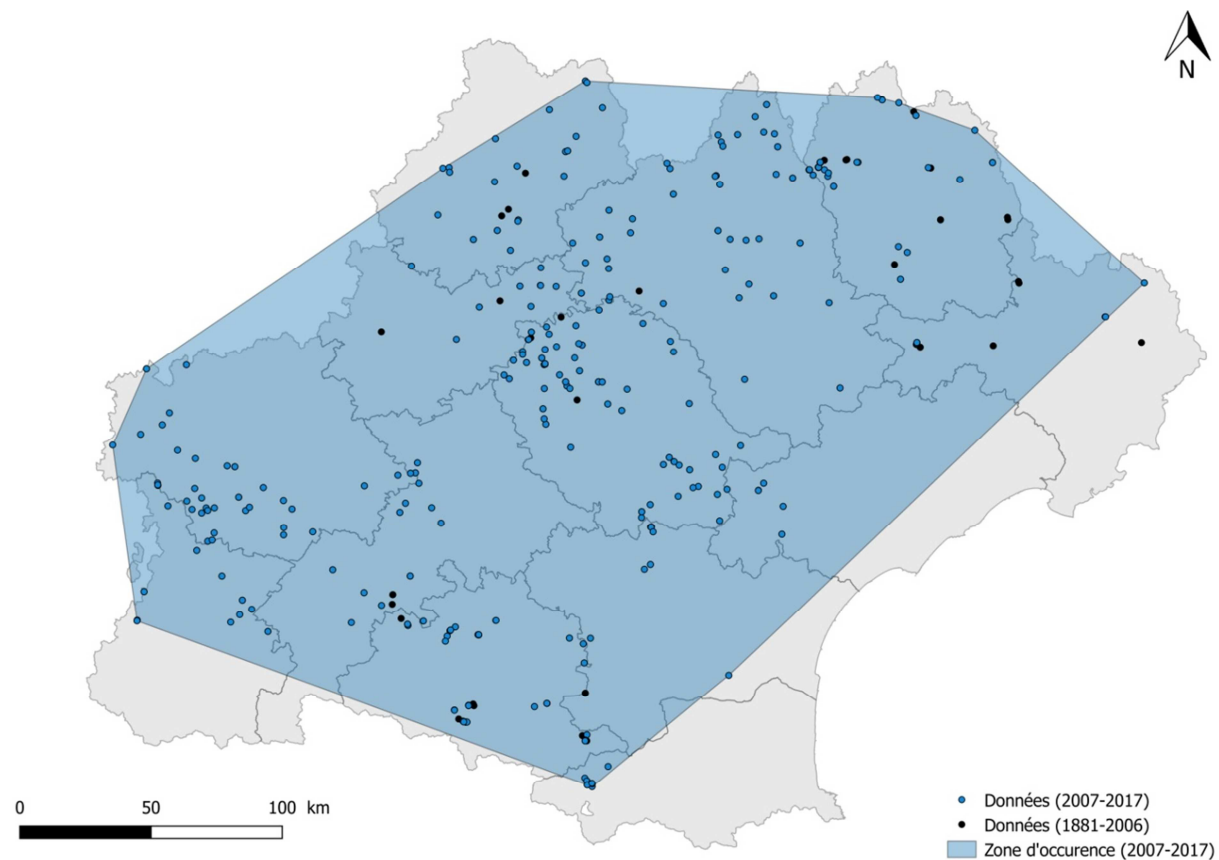 N
0 50 100 km
Données (2007-2017)
Données (1881-2006)
Zone d'occurence (2007-2017)